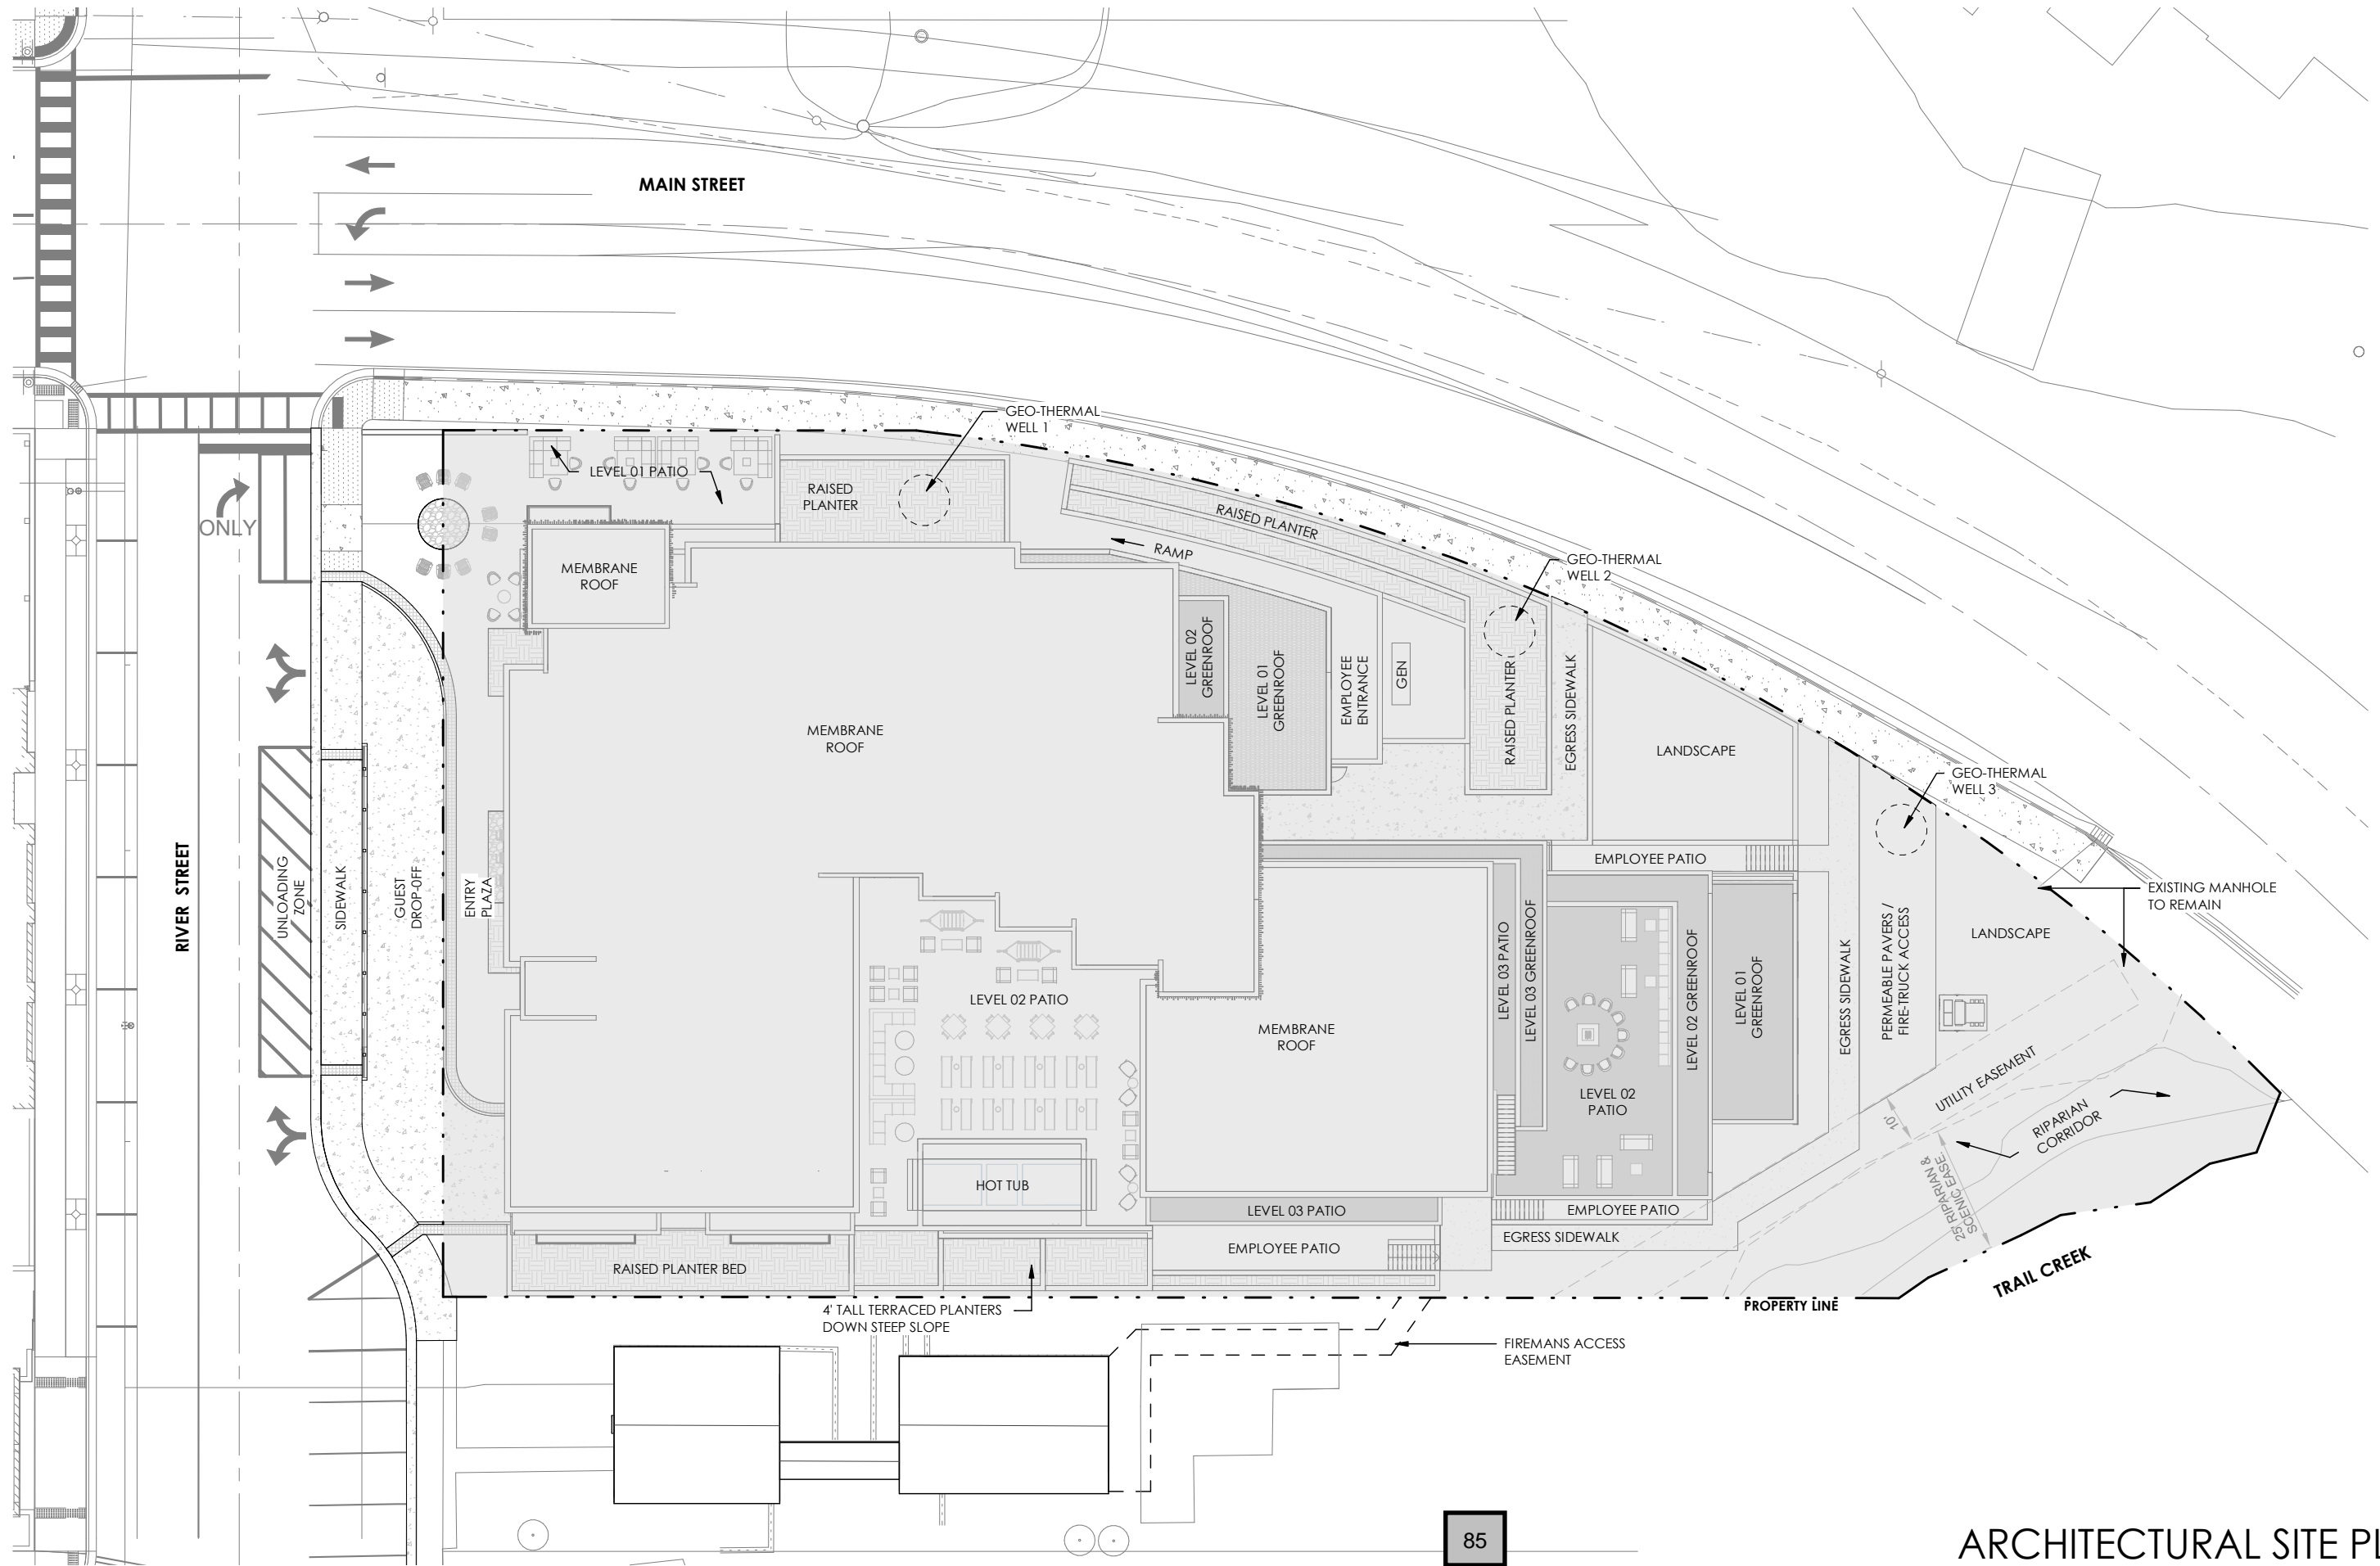 MAIN STREET
GEO-THERMAL
WELL 1
LEVEL 01 PATIO
RAISED
PLANTER
ONLY
RAISED PLANTER
RAMP
GEO-THERMAL
WELL 2
MEMBRANE
ROOF
LEVEL 02
GREENROOF
LEVEL 01
GREENROOF
EMPLOYEE
ENTRANCE
GEN
RAISED PLANTER
EGRESS SIDEWALK
MEMBRANE
ROOF
LANDSCAPE
GEO-THERMAL
WELL 3
RIVER STREET
UNLOADING
ZONE
SIDEWALK
GUEST
DROP-OFF
ENTRY
PLAZA
EMPLOYEE PATIO
EXISTING MANHOLE
TO REMAIN
LEVEL 03 PATIO
LEVEL 03 GREENROOF
LEVEL 02 GREENROOF
LEVEL 01
GREENROOF
EGRESS SIDEWALK
PERMEABLE PAVERS /
FIRE-TRUCK ACCESS
LANDSCAPE
LEVEL 02 PATIO
MEMBRANE
ROOF
LEVEL 02
PATIO
UTILITY EASEMENT
10'
RIPARIAN
CORRIDOR
25' RIPARIAN &
SCENIC EASE.
HOT TUB
LEVEL 03 PATIO
EMPLOYEE PATIO
EGRESS SIDEWALK
EMPLOYEE PATIO
RAISED PLANTER BED
TRAIL CREEK
4' TALL TERRACED PLANTERS
DOWN STEEP SLOPE
PROPERTY LINE
FIREMANS ACCESS
EASEMENT
85
ARCHITECTURAL SITE PL